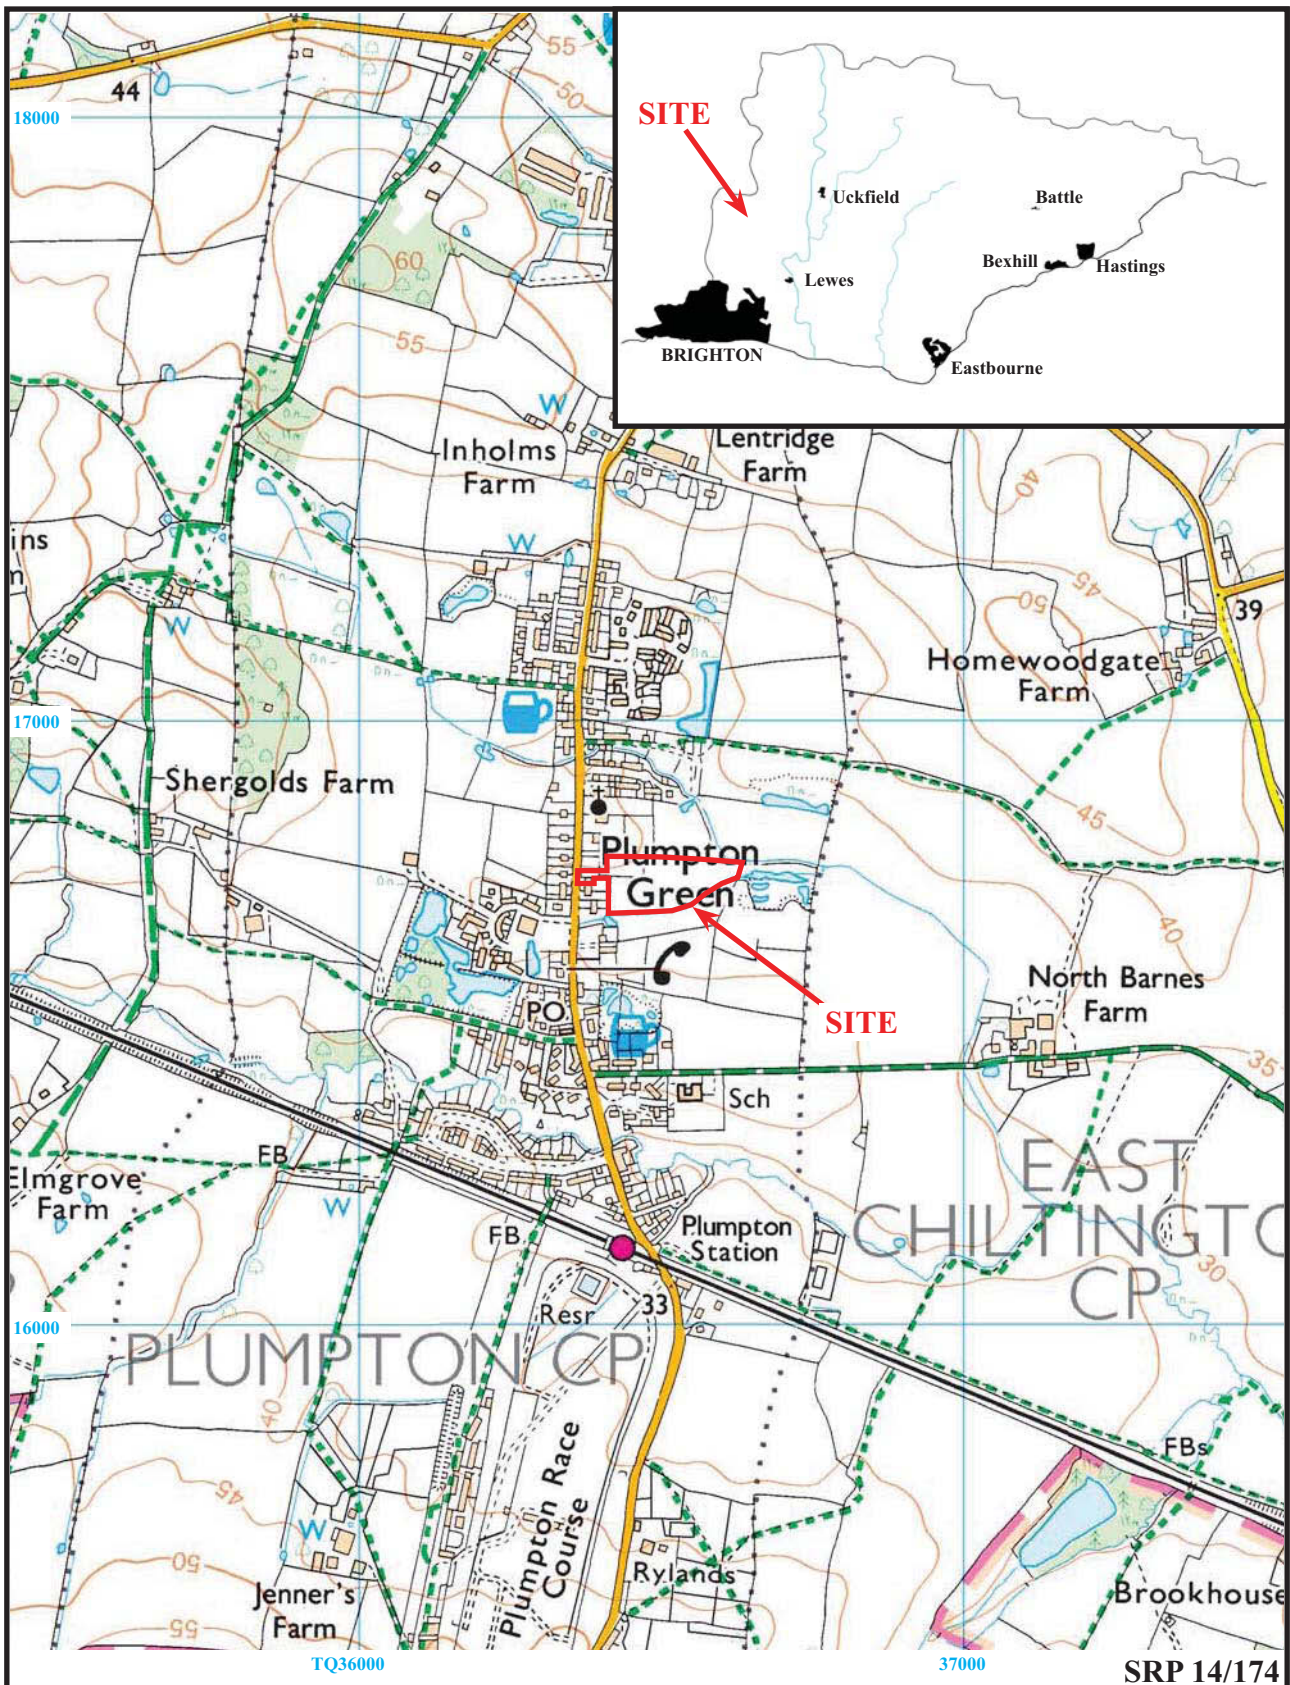 55
50
44
18000
SITE
Uckfield
Battle
Bexhill
Hastings
Lewes
BRIGHTON
Eastbourne
60
55
W
Inholms
Farm
Lentridge
Farm
40
ins
m
W
45
50
39
W
Homewoodgate
Farm
17000
Shergolds Farm
45
Plumpton
Green
40
North Barnes
Farm
PO
SITE
35
Sch
FB
EAST
CHILTINGTO
CP
Elmgrove
Farm
W
FB
Plumpton
Station
30
P
Resr
33
16000
PLUMPTON CP
40
FBs
45
Plumpton Race
Course
W
50
Rylands
Jenner's
Farm
Brookhouse
55
TQ36000
37000
SRP 14/174